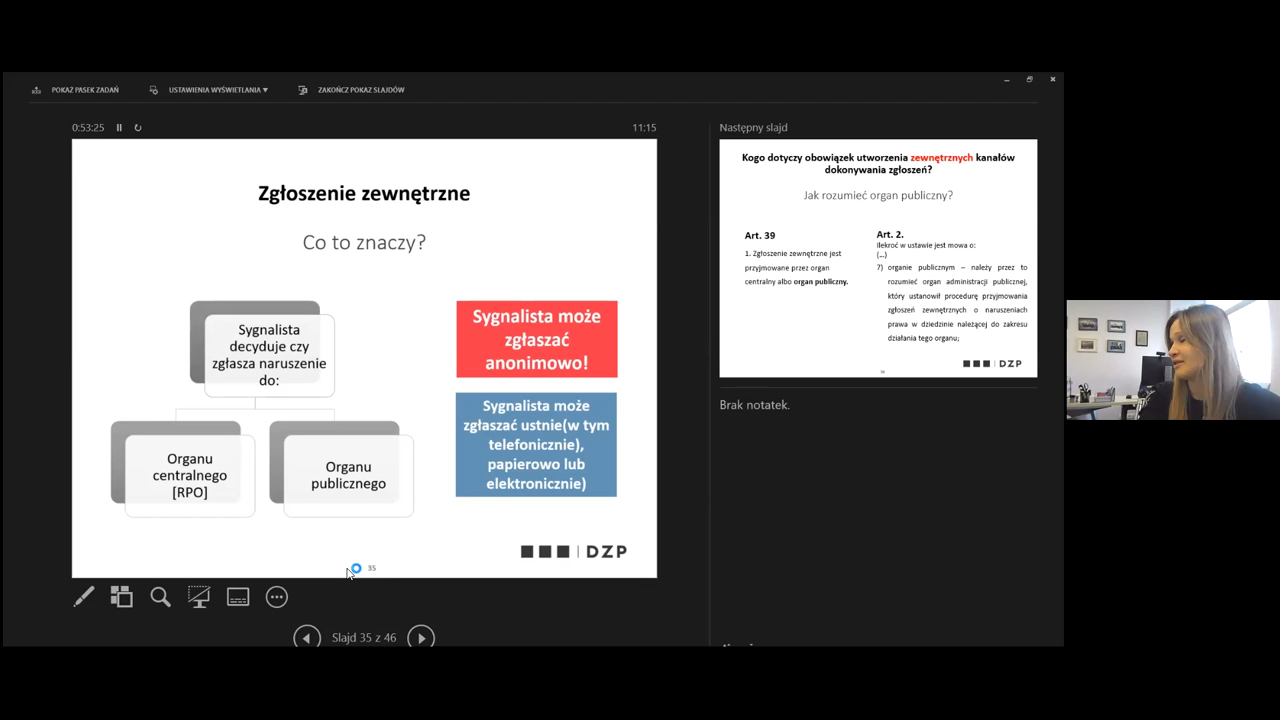 POKAŻ PASEK ZADAŃ
USTAWIENIA WYŚWIETLANIA ▼
ZAKOŃCZ POKAZ SLAJDÓW
0:53:25
11:15
Zgłoszenie zewnętrzne
Co to znaczy?
Sygnalista
decyduje czy
zgłasza naruszenie
do:
Organu
centralnego
[RPO]
Organu
publicznego
Sygnalista może
zgłaszać
anonimowo!
Sygnalista może
zgłaszać ustnie(w tym
telefonicznie),
papierowo lub
elektronicznie)
DZP
35
Slajd 35 z 46
Następny slajd
Kogo dotyczy obowiązek utworzenia zewnętrznych kanałów
dokonywania zgłoszeń?
Jak rozumieć organ publiczny?
Art. 39
1. Zgłoszenie zewnętrzne jest
przyjmowane przez organ
centralny albo organ publiczny.
Art. 2.
Ilekroć w ustawie jest mowa o:
(...)
7) organie publicznym – należy przez to
rozumieć organ administracji publicznej,
który ustanowił procedurę przyjmowania
zgłoszeń zewnętrznych o naruszeniach
prawa w dziedzinie należącej do zakresu
działania tego organu;
DZP
Brak notatek.